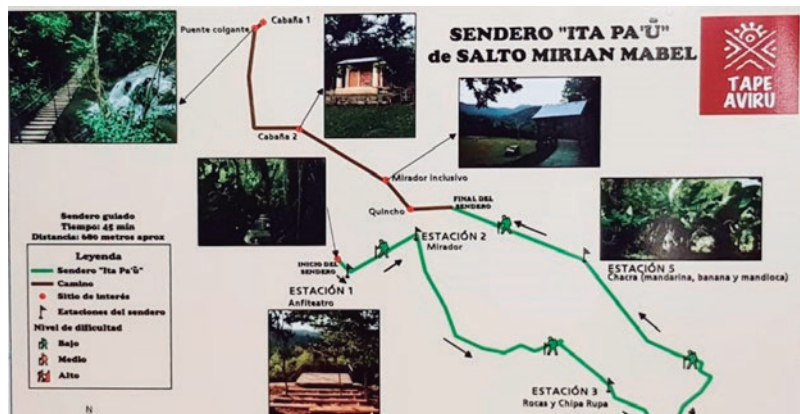 SENDERO "ITA PA'Ũ"
de SALTO MIRIAN MABEL
TAPE
AVIRU
Puente colgante
Cabaña 1
Cabaña 2
Mirador inclusivo
Quincho
FINAL DEL
SENDERO
INICIO DEL
SENDERO
ESTACIÓN 1
Anfiteatro
ESTACIÓN 2
Mirador
ESTACIÓN 3
Rocas y Chipa Rupa
ESTACIÓN 5
Chacra (mandarina, banana y mandioca)
Sendero guiado
Tiempo: 45 min
Distancia: 680 metros aprox
Leyenda
Sendero "Ita Pa'ũ"
Camino
Sitio de interés
Estaciones del sendero
Nivel de dificultad
Bajo
Medio
Alto
N